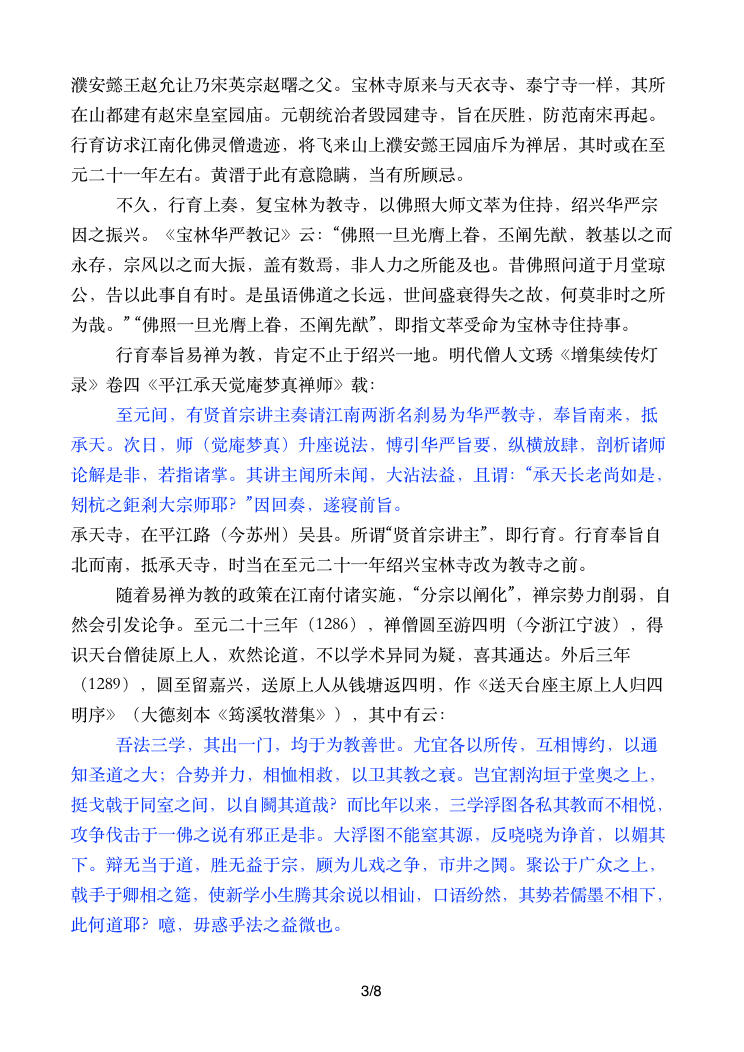 濮安懿王赵允让乃宋英宗赵曙之父。宝林寺原来与天衣寺、泰宁寺一样，其所
在山都建有赵宋皇室园庙。元朝统治者毁园建寺，旨在厌胜，防范南宋再起。
行育访求江南化佛灵僧遗迹，将飞来山上濮安懿王园庙斥为禅居，其时或在至
元二十一年左右。黄溍于此有意隐瞒，当有所顾忌。
不久，行育上奏，复宝林为教寺，以佛照大师文萃为住持，绍兴华严宗
因之振兴。《宝林华严教记》云：“佛照一旦光膺上眷，丕阐先猷，教基以之而
永存，宗风以之而大振，盖有数焉，非人力之所能及也。昔佛照问道于月堂琼
公，告以此事自有时。是虽语佛道之长远，世间盛衰得失之故，何莫非时之所
为哉。”“佛照一旦光膺上眷，丕阐先猷”，即指文萃受命为宝林寺住持事。
行育奉旨易禅为教，肯定不止于绍兴一地。明代僧人文琇《增集续传灯
录》卷四《平江承天觉庵梦真禅师》载：
至元间，有贤首宗讲主奏请江南两浙名刹易为华严教寺，奉旨南来，抵
承天。次日，师（觉庵梦真）升座说法，愽引华严旨要，纵横放肆，剖析诸师
论解是非，若指诸掌。其讲主闻所未闻，大沾法益，且谓：“承天长老尚如是，
矧杭之鉅刹大宗师耶？”因回奏，遂寝前旨。
承天寺，在平江路（今苏州）吴县。所谓“贤首宗讲主”，即行育。行育奉旨自
北而南，抵承天寺，时当在至元二十一年绍兴宝林寺改为教寺之前。
随着易禅为教的政策在江南付诸实施，“分宗以阐化”，禅宗势力削弱，自
然会引发论争。至元二十三年（1286），禅僧圆至游四明（今浙江宁波），得
识天台僧徒原上人，欢然论道，不以学术异同为疑，喜其通达。外后三年
（1289），圆至留嘉兴，送原上人从钱塘返四明，作《送天台座主原上人归四
明序》（大德刻本《筠溪牧潜集》），其中有云：
吾法三学，其出一门，均于为教善世。尤宜各以所传，互相博约，以通
知圣道之大；合势并力，相恤相救，以卫其教之衰。岂宜割沟垣于堂奥之上，
挺戈戟于同室之间，以自鬭其道哉？而比年以来，三学浮图各私其教而不相悦，
攻争伐击于一佛之说有邪正是非。大浮图不能窒其源，反哓哓为诤首，以媚其
下。辩无当于道，胜无益于宗，顾为儿戏之争，市井之鬨。聚讼于广众之上，
戟手于卿相之筵，使新学小生腾其余说以相讪，口语纷然，其势若儒墨不相下，
此何道耶？噫，毋惑乎法之益微也。
3/8